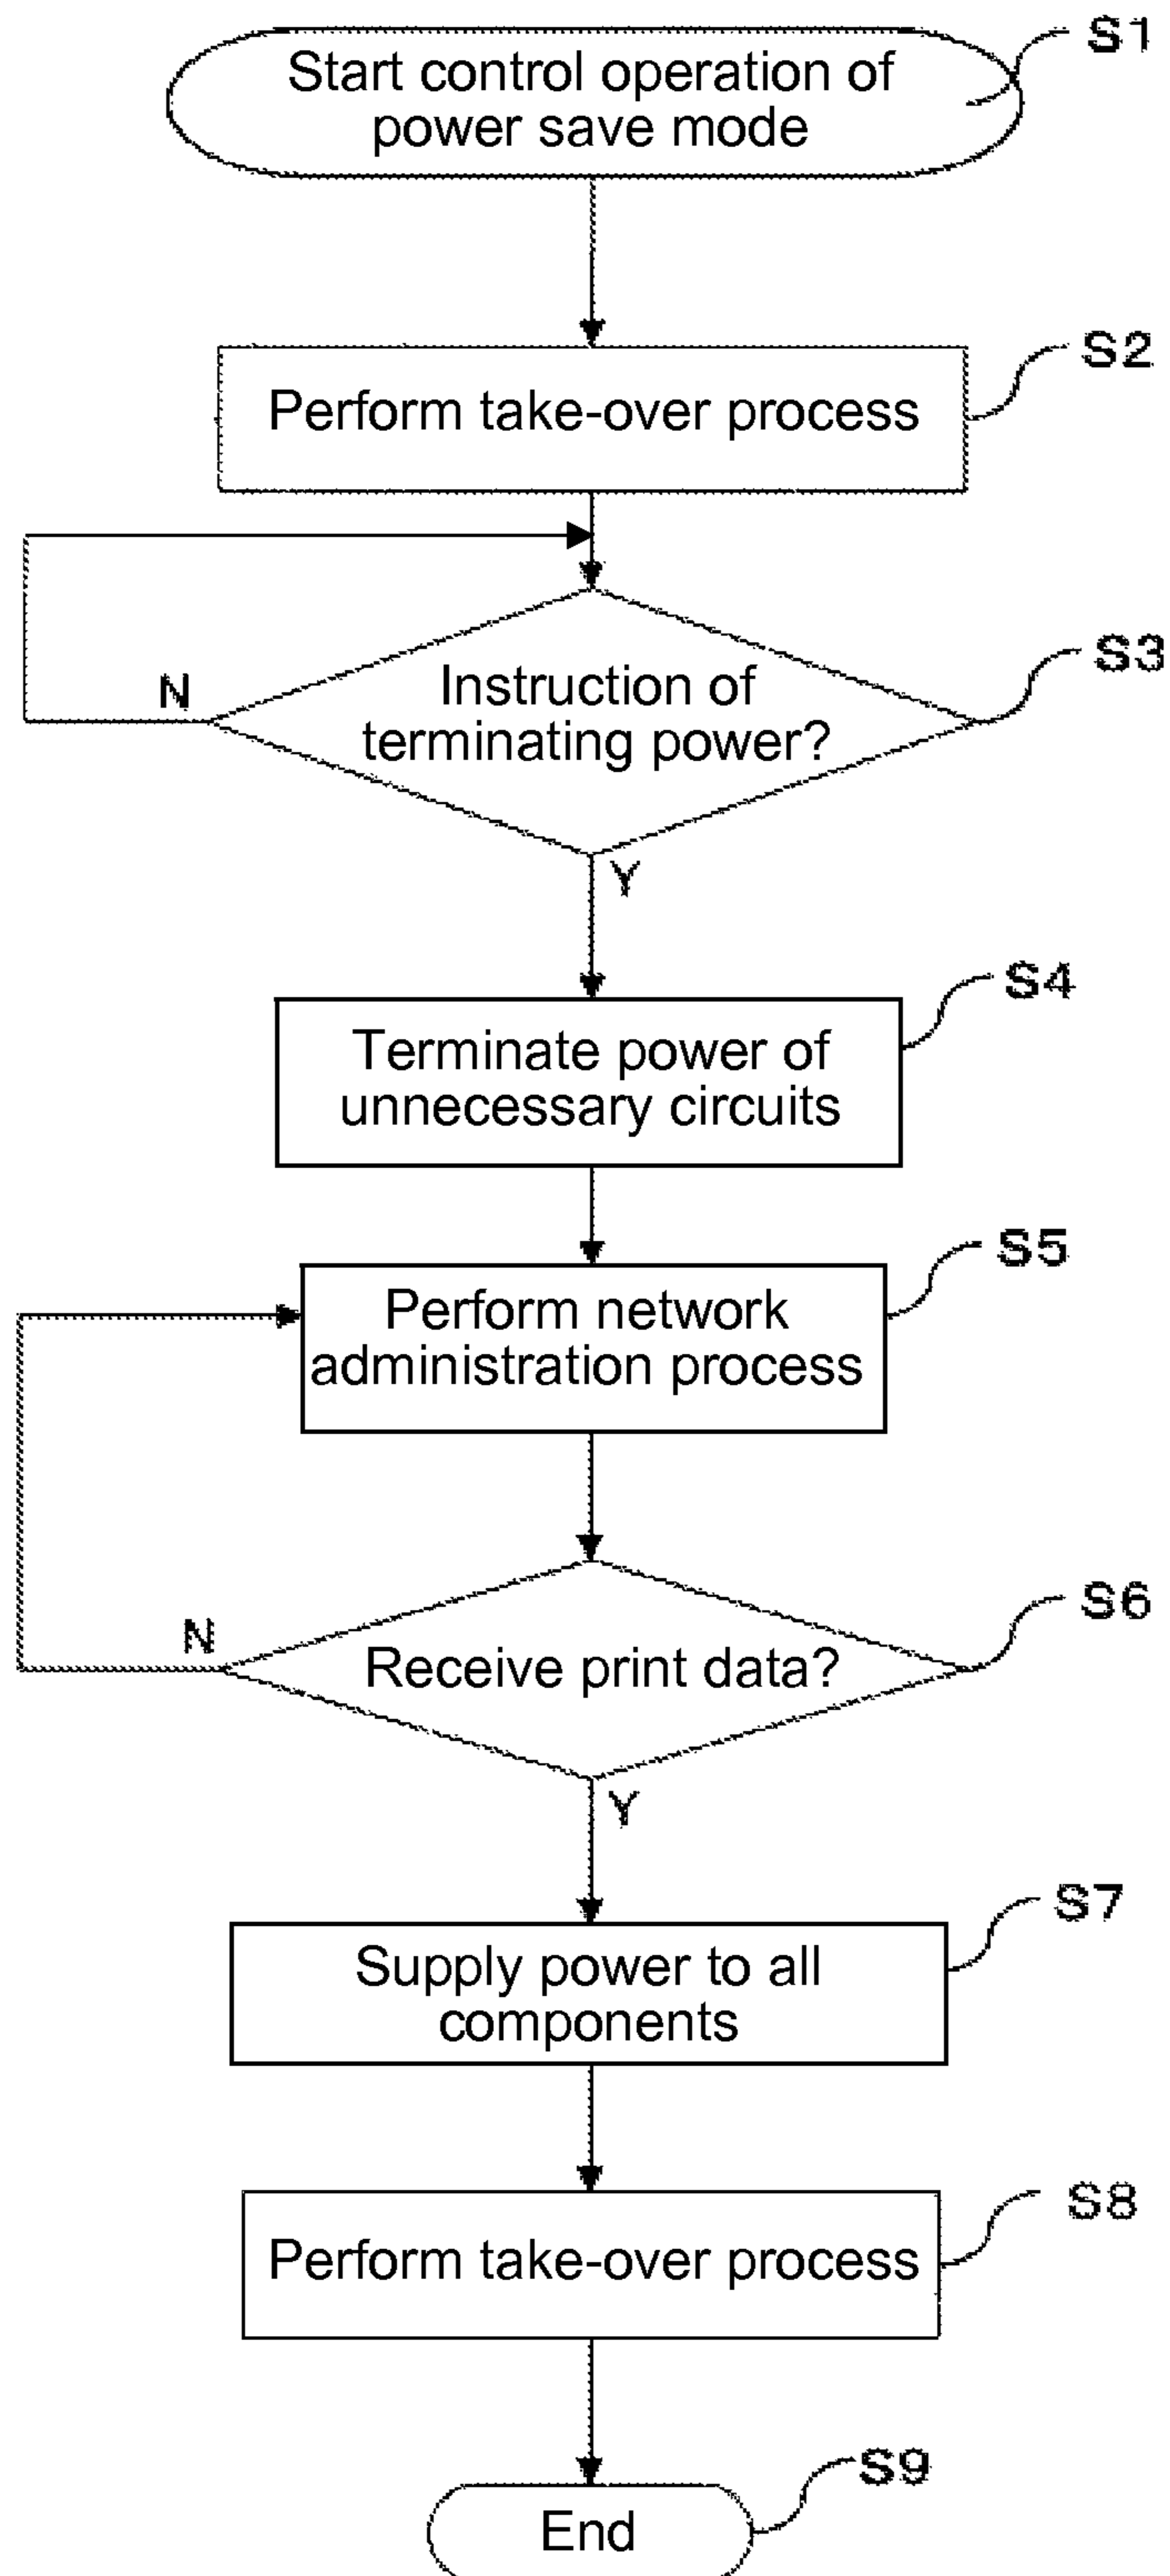 S1
Start control operation of
power save mode
S2
Perform take-over process
S3
N
Instruction of
terminating power?
Y
S4
Terminate power of
unnecessary circuits
S5
Perform network
administration process
S6
N
Receive print data?
Y
S7
Supply power to all
components
S8
Perform take-over process
S9
End